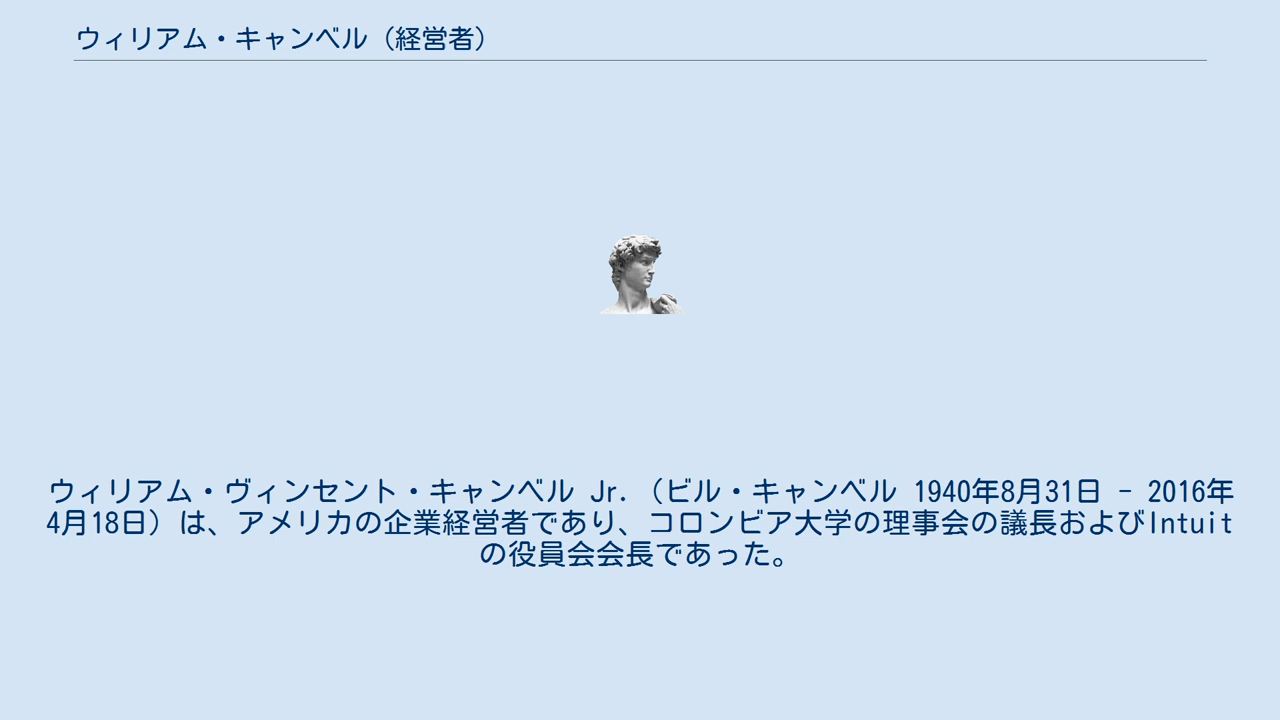 ウィリアム・キャンベル（経営者）
ウィリアム・ヴィンセント・キャンベル Jr.（ビル・キャンベル 1940年8月31日 - 2016年
4月18日）は、アメリカの企業経営者であり、コロンビア大学の理事会の議長およびIntuit
の役員会会長であった。